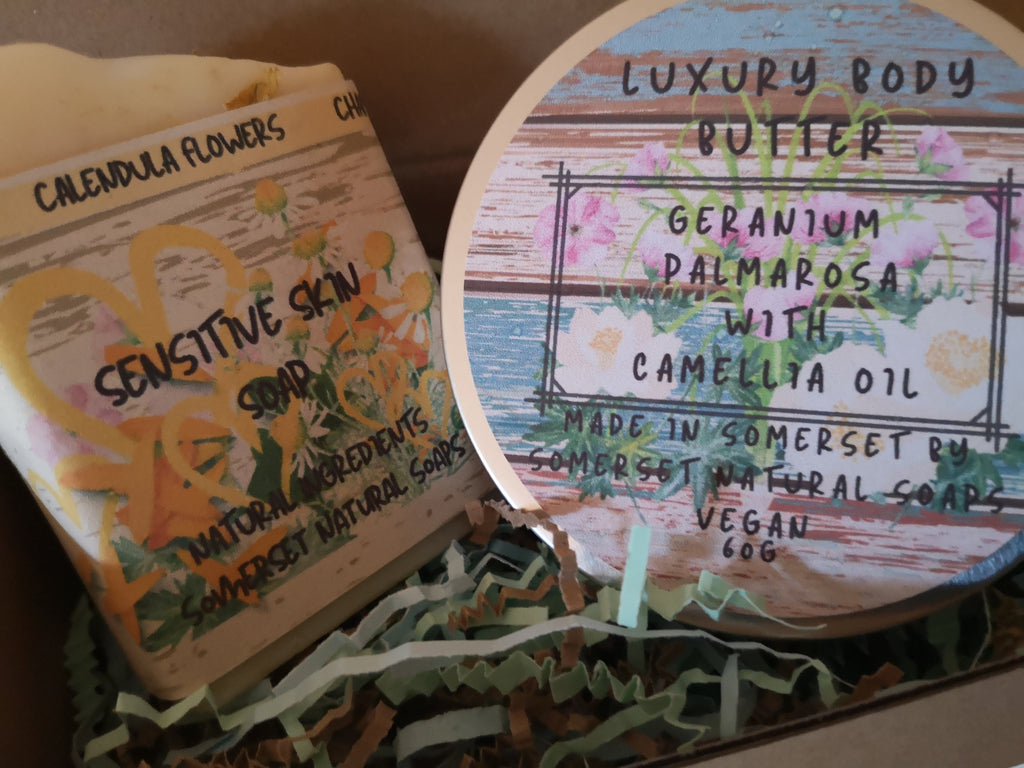 CALENDULA FLOWERS
SENSITIVE SKIN
SOAP
NATURAL INGREDIENTS
SOMERSET NATURAL SOAPS
LUXURY BODY
BUTTER
GERANIUM
PALMAROSA
WITH
CAMELLIA OIL
MADE IN SOMERSET BY
SOMERSET NATURAL SOAPS
VEGAN
60G